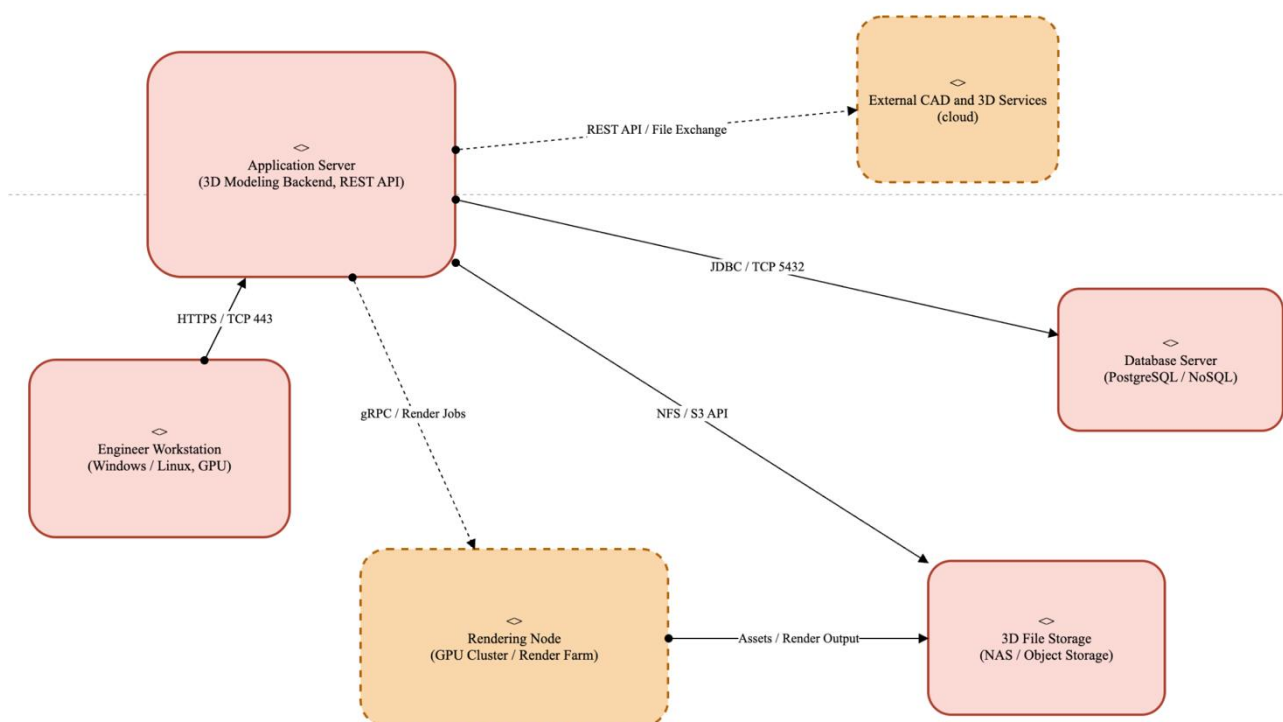 <>
External CAD and 3D Services
(cloud)
REST API / File Exchange
<>
Application Server
(3D Modeling Backend, REST API)
JDBC / TCP 5432
HTTPS / TCP 443
<>
Database Server
(PostgreSQL / NoSQL)
gRPC / Render Jobs
NFS / S3 API
<>
Engineer Workstation
(Windows / Linux, GPU)
<>
Rendering Node
(GPU Cluster / Render Farm)
Assets / Render Output
<>
3D File Storage
(NAS / Object Storage)